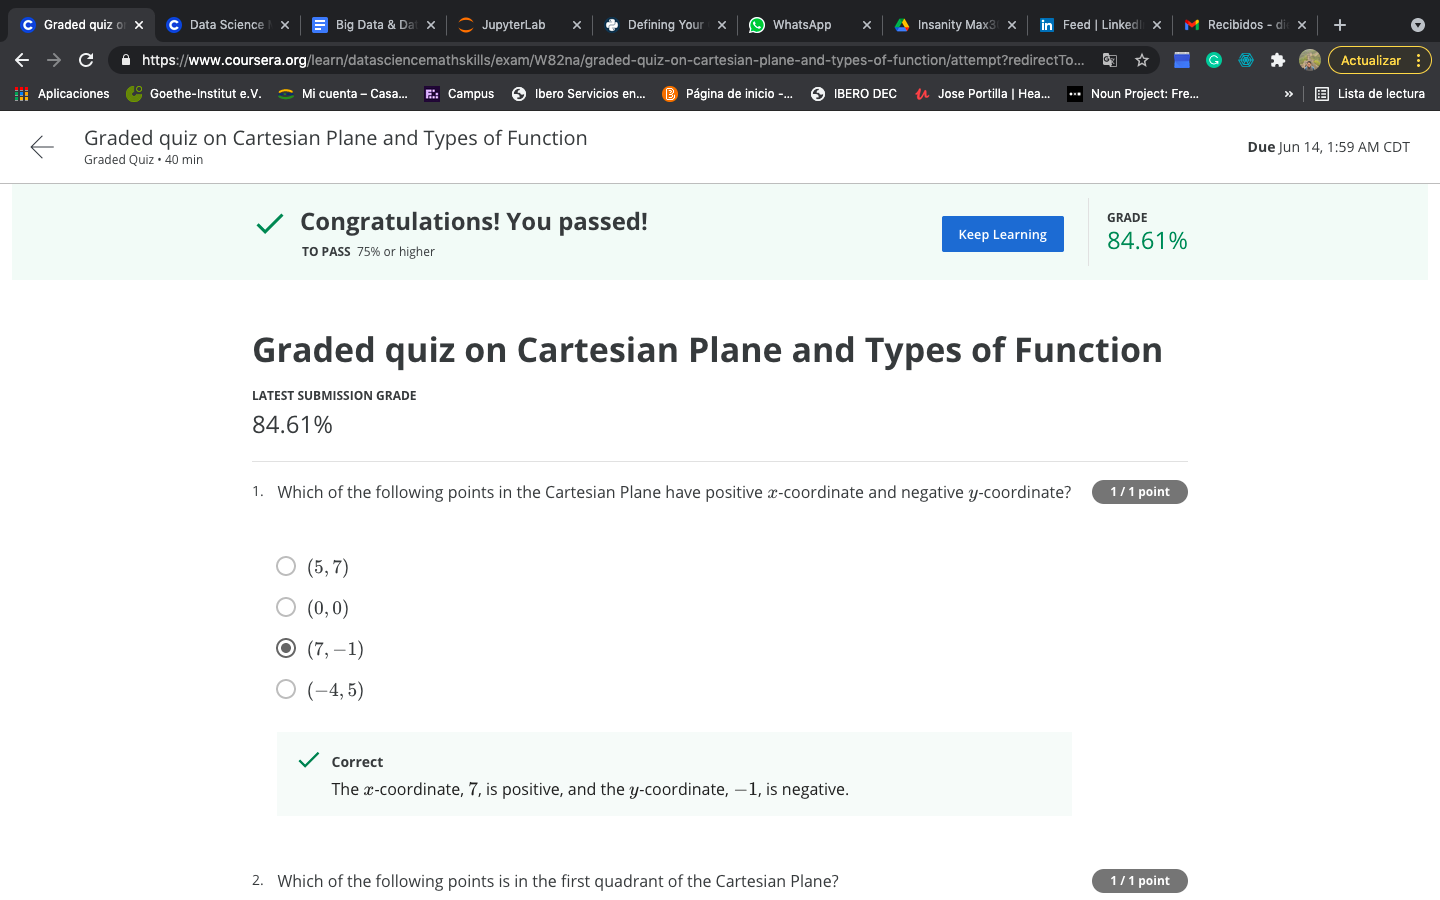 Graded quiz o
Data Science M
Big Data & Dat
JupyterLab
Defining Your
WhatsApp
Insanity Max3
Feed | LinkedI
Recibidos - di
https://www.coursera.org/learn/datasciencemathskills/exam/W82na/graded-quiz-on-cartesian-plane-and-types-of-function/attempt?redirectTo...
Actualizar
Aplicaciones
Goethe-Institut e.V.
Mi cuenta – Casa...
Campus
Ibero Servicios en...
Página de inicio -...
IBERO DEC
Jose Portilla | Hea...
Noun Project: Fre...
»
Lista de lectura
Graded quiz on Cartesian Plane and Types of Function
Graded Quiz • 40 min
Due Jun 14, 1:59 AM CDT
Congratulations! You passed!
TO PASS 75% or higher
Keep Learning
GRADE
84.61%
Graded quiz on Cartesian Plane and Types of Function
LATEST SUBMISSION GRADE
84.61%
1. Which of the following points in the Cartesian Plane have positive x-coordinate and negative y-coordinate?
1 / 1 point
(5, 7)
(0, 0)
(7, −1)
(−4, 5)
Correct
The x-coordinate, 7, is positive, and the y-coordinate, −1, is negative.
2. Which of the following points is in the first quadrant of the Cartesian Plane?
1 / 1 point